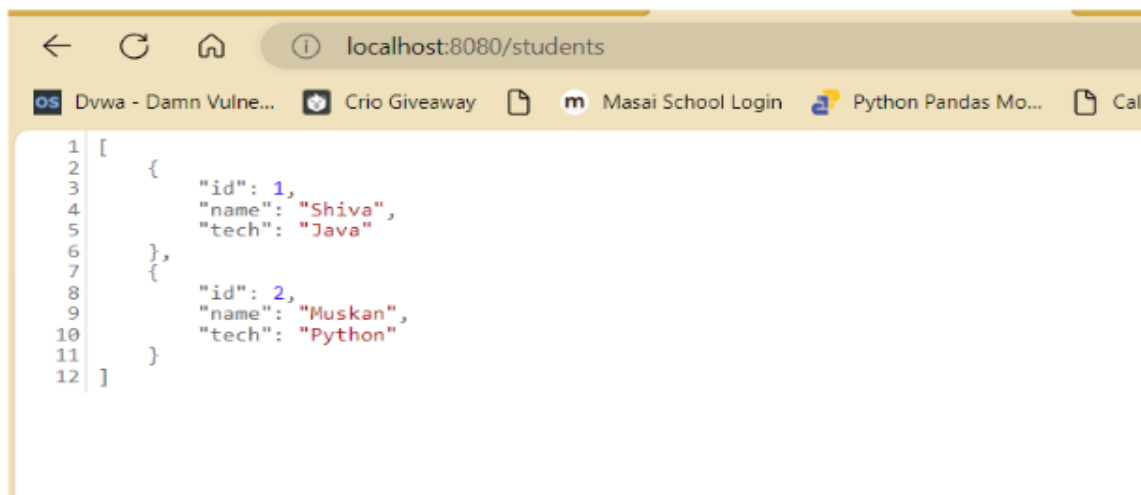 localhost:8080/students
os Dvwa - Damn Vulne... Crio Giveaway m Masai School Login Python Pandas Mo... Cal
1 [
2 {
3 "id": 1,
4 "name": "Shiva",
5 "tech": "Java"
6 },
7 {
8 "id": 2,
9 "name": "Muskan",
10 "tech": "Python"
11 }
12 ]